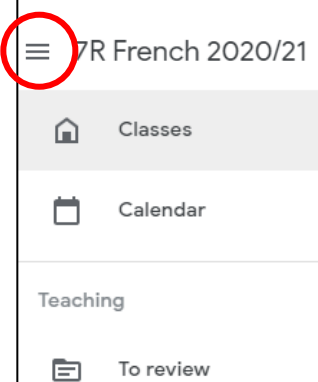 7R French 2020/21
Classes
Calendar
Teaching
To review